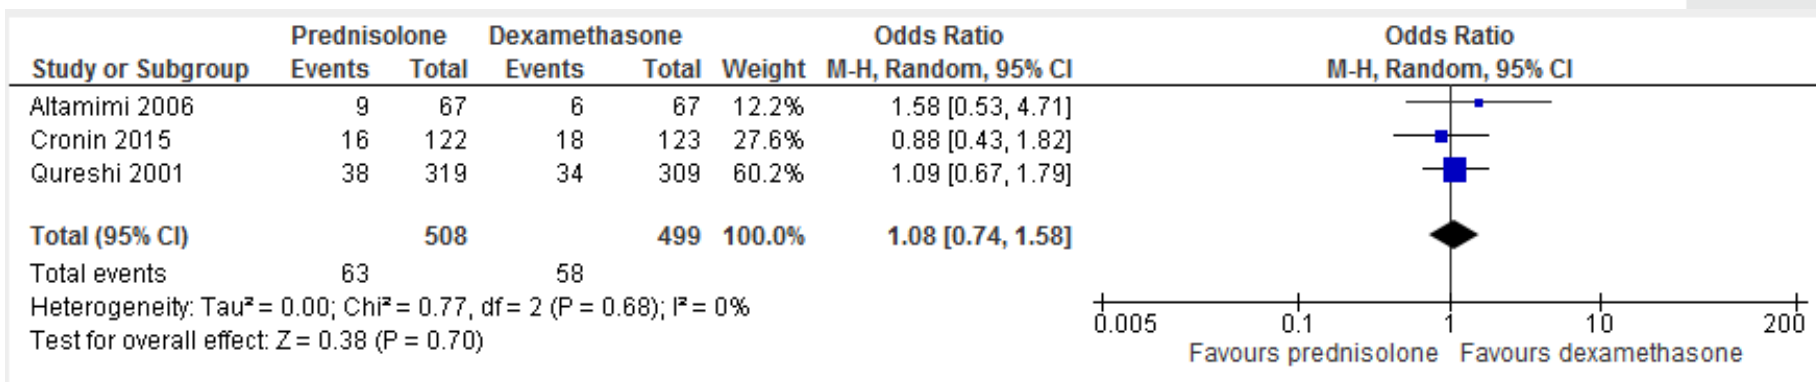 Prednisolone Dexamethasone Odds Ratio Odds Ratio
Study or Subgroup Events Total Events Total Weight M-H, Random, 95% CI M-H, Random, 95% CI
Altamimi 2006 9 67 6 67 12.2% 1.58 [0.53, 4.71]
Cronin 2015 16 122 18 123 27.6% 0.88 [0.43, 1.82]
Qureshi 2001 38 319 34 309 60.2% 1.09 [0.67, 1.79]
Total (95% CI) 508 499 100.0% 1.08 [0.74, 1.58]
Total events 63 58
Heterogeneity: Tau² = 0.00; Chi² = 0.77, df = 2 (P = 0.68); I² = 0%
Test for overall effect: Z = 0.38 (P = 0.70)
0.005 0.1 1 10 200
Favours prednisolone Favours dexamethasone